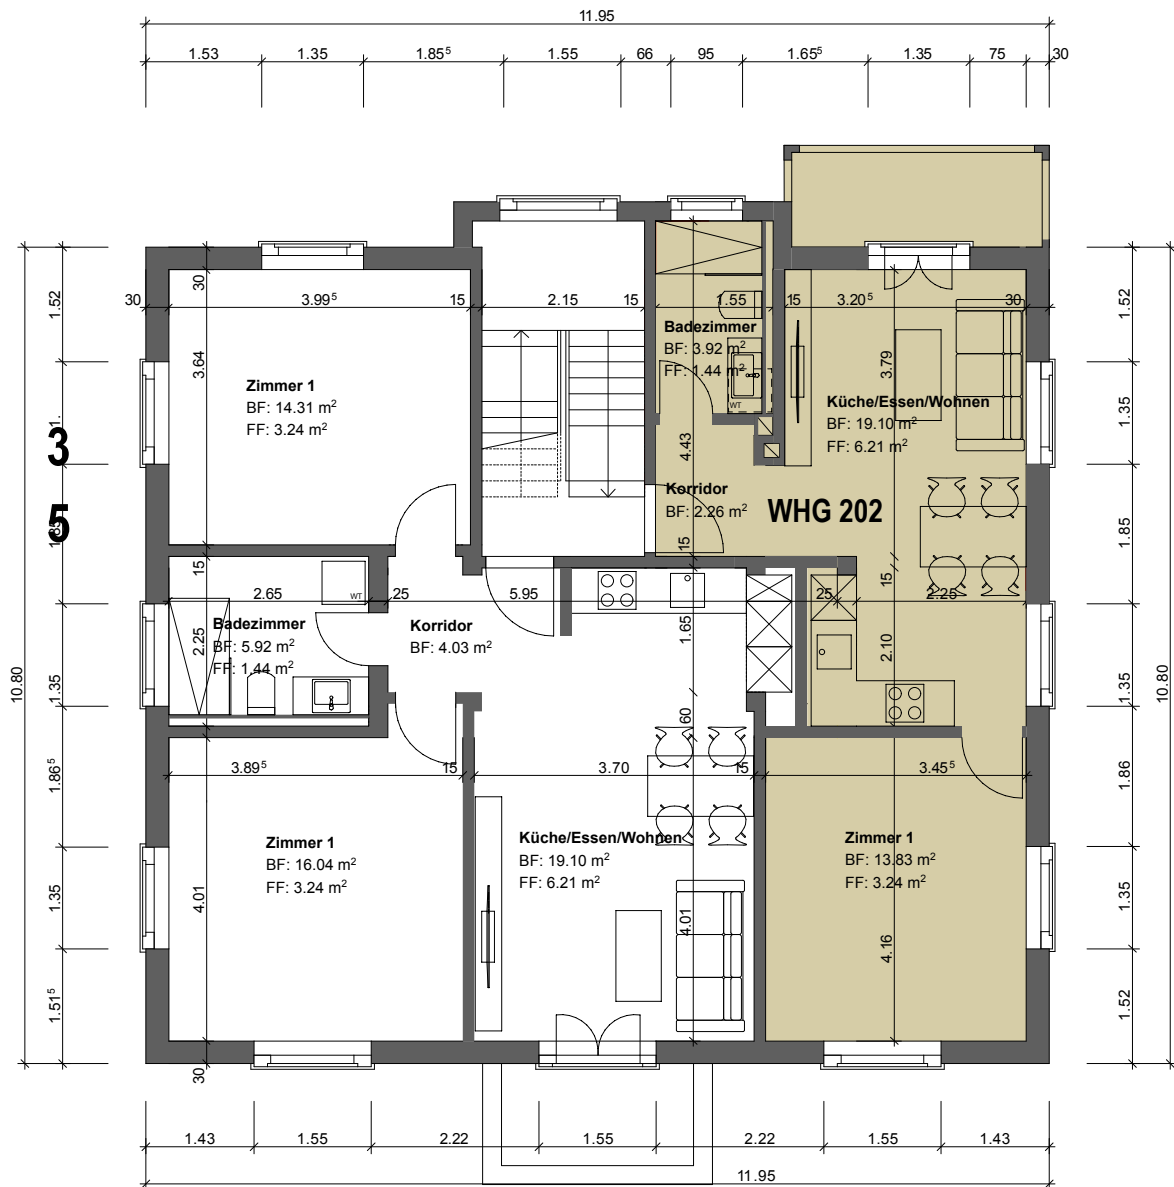 11.95
1.53 1.35 1.85⁵ 1.55 66 95 1.65⁵ 1.35 75 30
30 3.99⁵ 15 2.15 15 1.55 15 3.20⁵ 30
30
3.64
Zimmer 1
BF: 14.31 m²
FF: 3.24 m²
Badezimmer
BF: 3.92 m²
FF: 1.44 m²
WT
3.79
Küche/Essen/Wohnen
BF: 19.10 m²
FF: 6.21 m²
4.43
Korridor
BF: 2.26 m²
WHG 202
3
5
10.80
1.52
1.35
1.86⁵
1.35
1.51⁵
15
15
15
2.65 25 5.95 25 2.25
WT
Badezimmer
BF: 5.92 m²
FF: 1.44 m²
2.25
Korridor
BF: 4.03 m²
1.65
2.10
60
3.89⁵ 15 3.70 15 3.45⁵
Zimmer 1
BF: 16.04 m²
FF: 3.24 m²
4.01
Küche/Essen/Wohnen
BF: 19.10 m²
FF: 6.21 m²
4.01
Zimmer 1
BF: 13.83 m²
FF: 3.24 m²
4.16
30
1.52
1.35
1.85
1.35
1.86
1.35
1.52
10.80
1.43 1.55 2.22 1.55 2.22 1.55 1.43
11.95